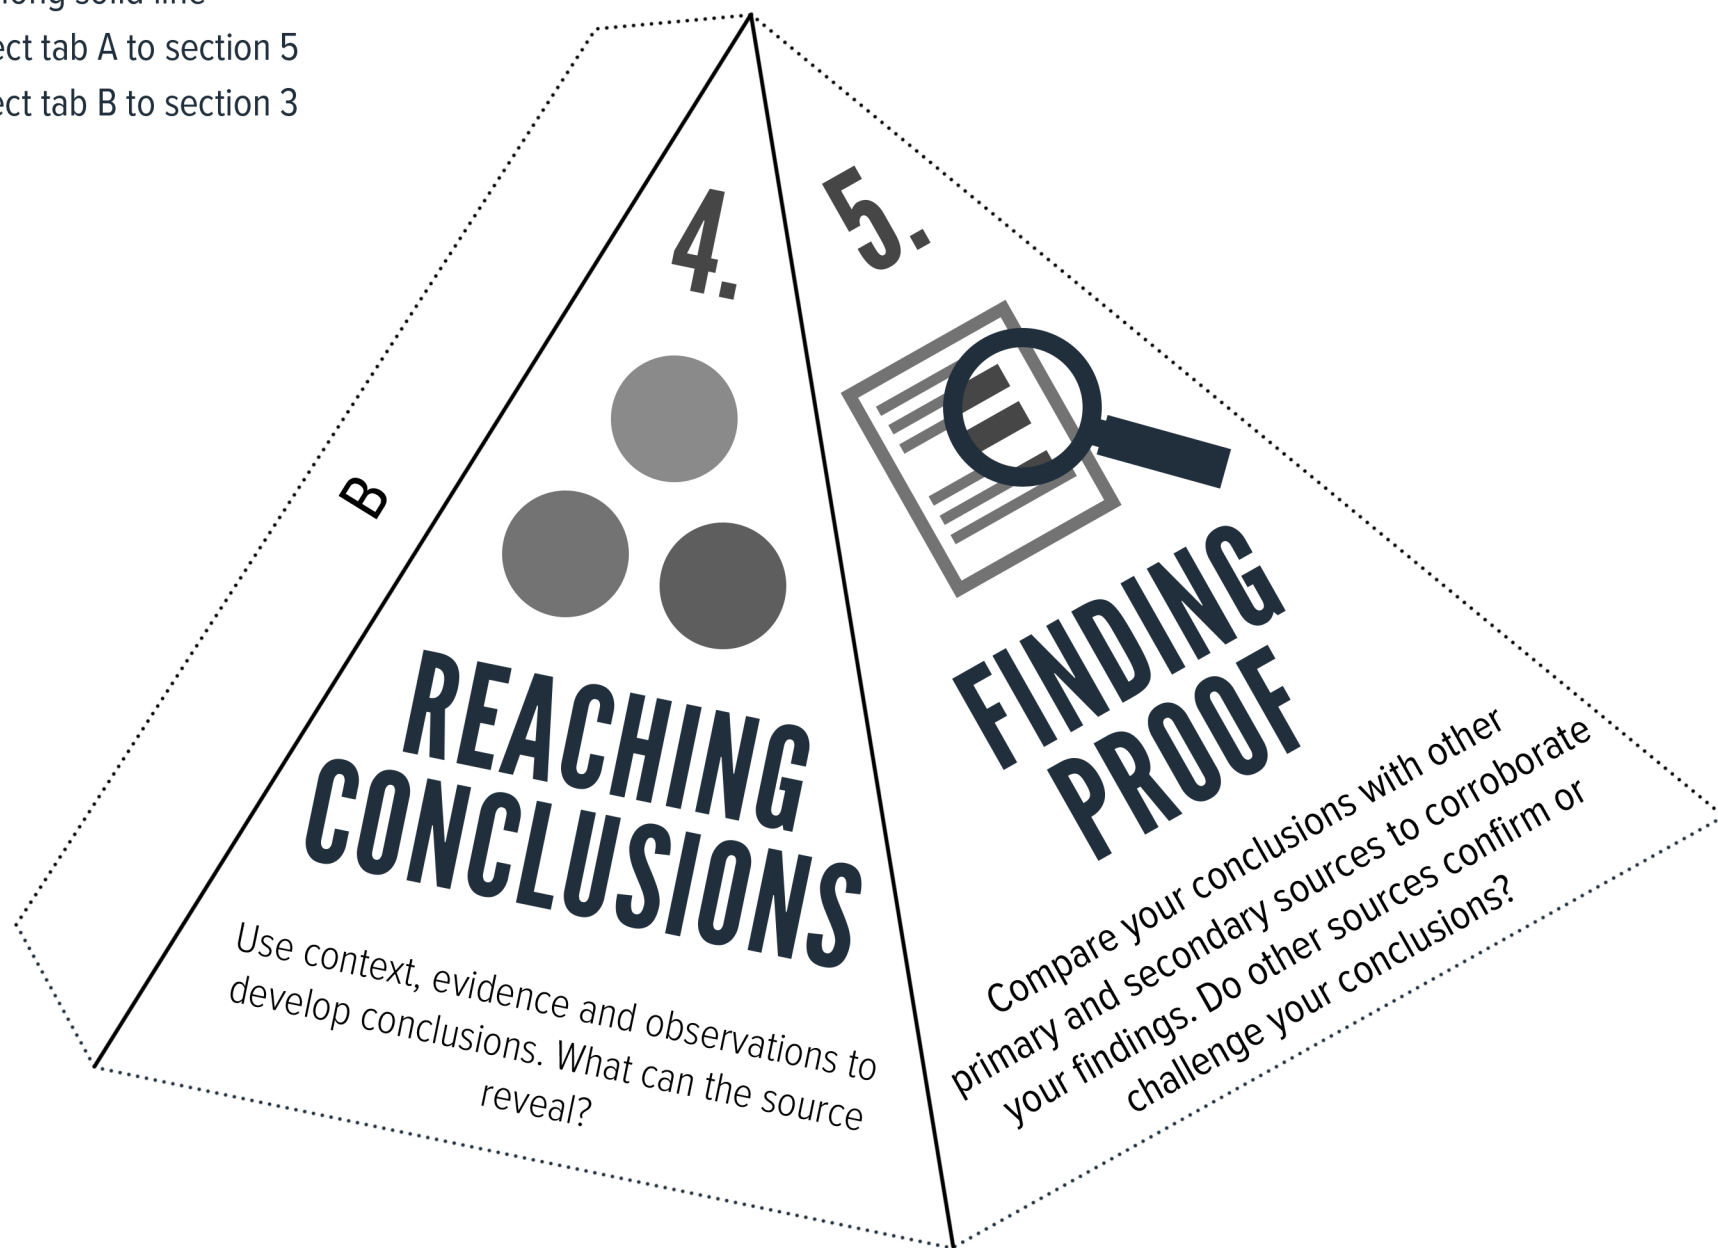 solid line
ect tab A to section 5
ect tab B to section 3
B
4.
REACHING
CONCLUSIONS
Use context, evidence and observations to
develop conclusions. What can the source
reveal?
5.
FINDING
PROOF
Compare your conclusions with other
primary and secondary sources to corroborate
your findings. Do other sources confirm or
challenge your conclusions?